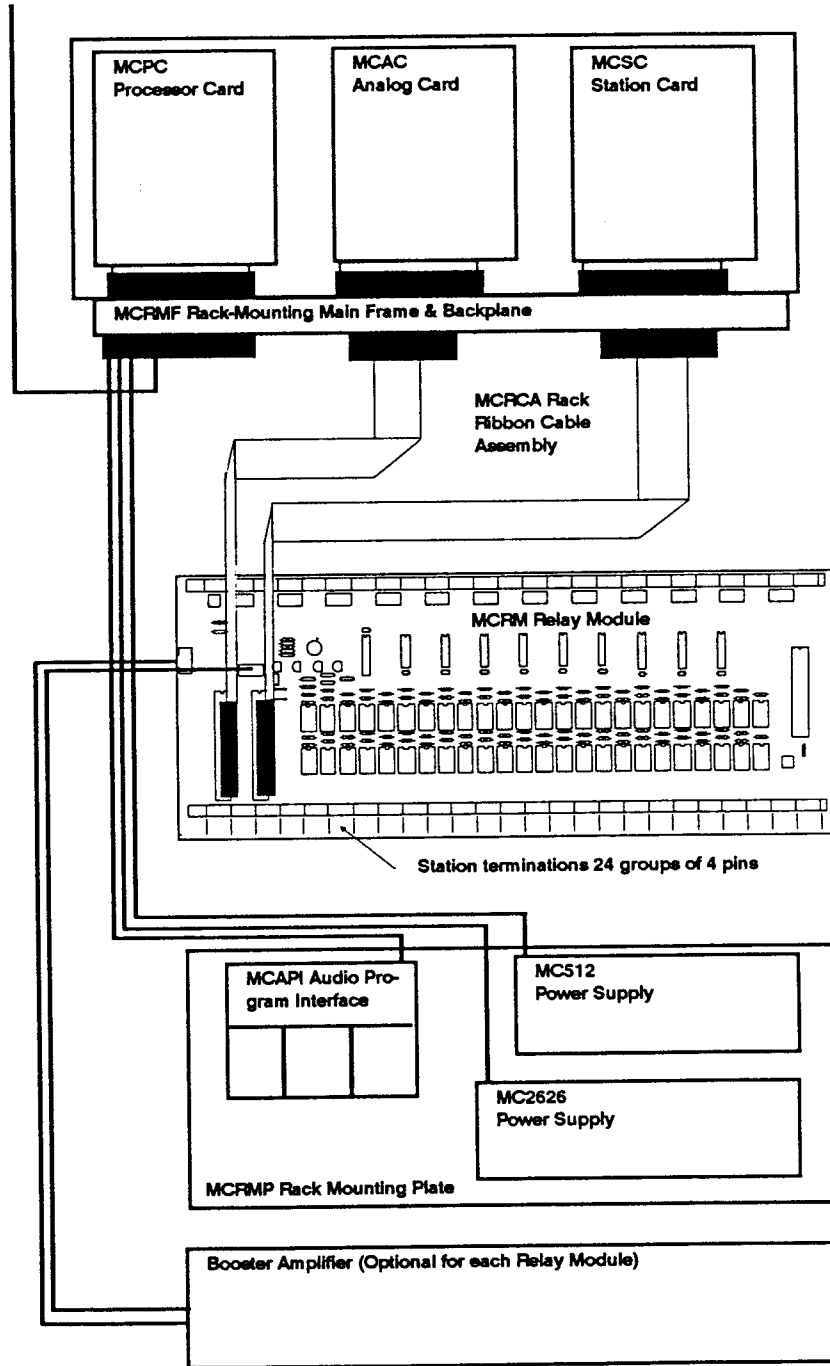 MCPC
Processor Card
MCAC
Analog Card
MCSC
Station Card
MCRMF Rack-Mounting Main Frame & Backplane
MCRCA Rack
Ribbon Cable
Assembly
MCRM Relay Module
Station terminations 24 groups of 4 pins
MCAPI Audio Pro-
gram Interface
MC512
Power Supply
MC2626
Power Supply
MCRMP Rack Mounting Plate
Booster Amplifier (Optional for each Relay Module)